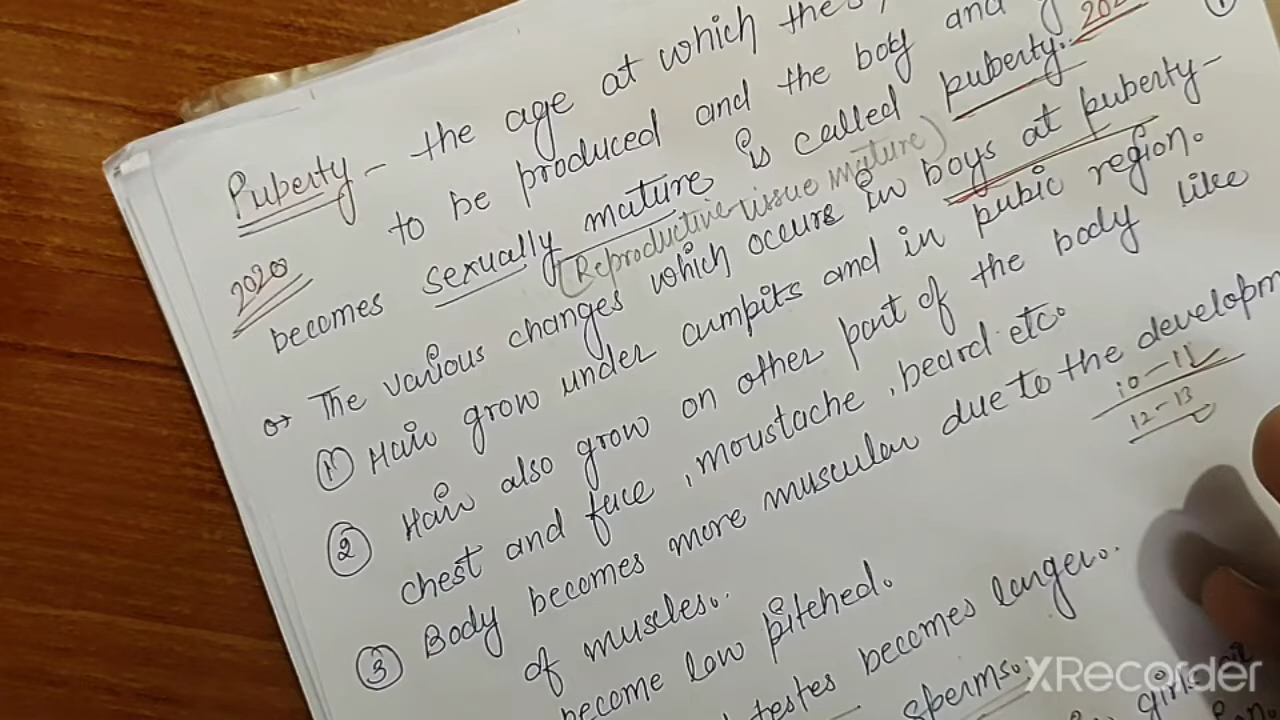 Puberty - the age at which the
to be produced and the boy and
becomes sexually mature is called puberty. 202
2020
(Reproductive tissue mature)
→ The various changes which occurs in boys at puberty-
① Hair grow under armpits and in pubic region.
② Hair also grow on other part of the body like
chest and face, moustache, beard etc.
③ Body becomes more muscular due to the developm
of muscles.
10-11
12-13
become low pitched.
testes becomes larger.
sperms.
girls
XRecorder